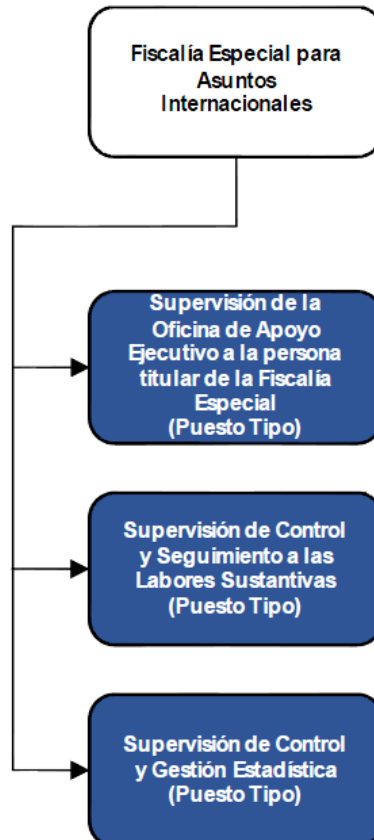 Fiscalía Especial para
Asuntos
Internacionales
Supervisión de la
Oficina de Apoyo
Ejecutivo a la persona
titular de la Fiscalía
Especial
(Puesto Tipo)
Supervisión de Control
y Seguimiento a las
Labores Sustantivas
(Puesto Tipo)
Supervisión de Control
y Gestión Estadística
(Puesto Tipo)